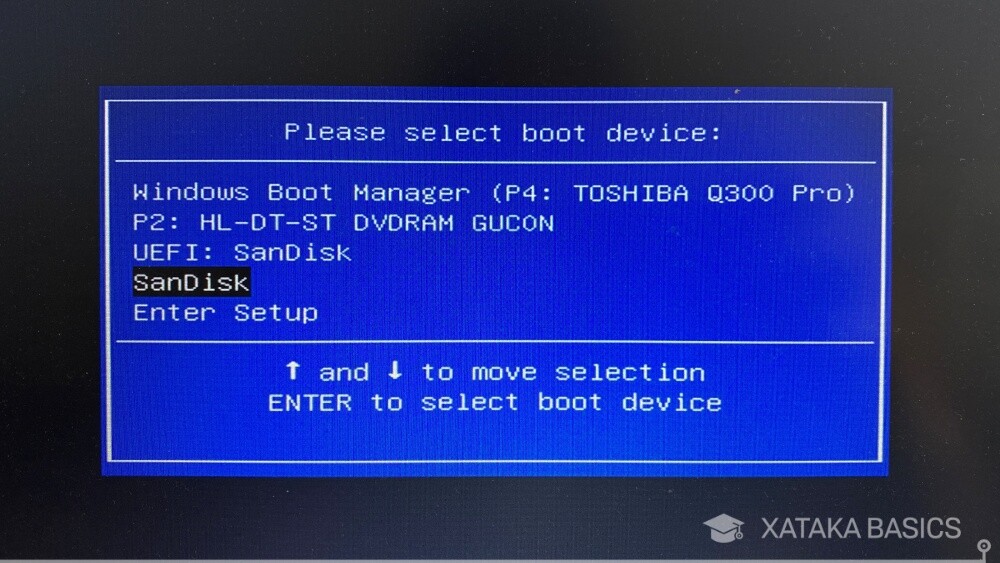 Please select boot device:
Windows Boot Manager (P4: TOSHIBA Q300 Pro)
P2: HL-DT-ST DVDRAM GUCON
UEFI: SanDisk
SanDisk
Enter Setup
↑ and ↓ to move selection
ENTER to select boot device
XATAKA BASICS